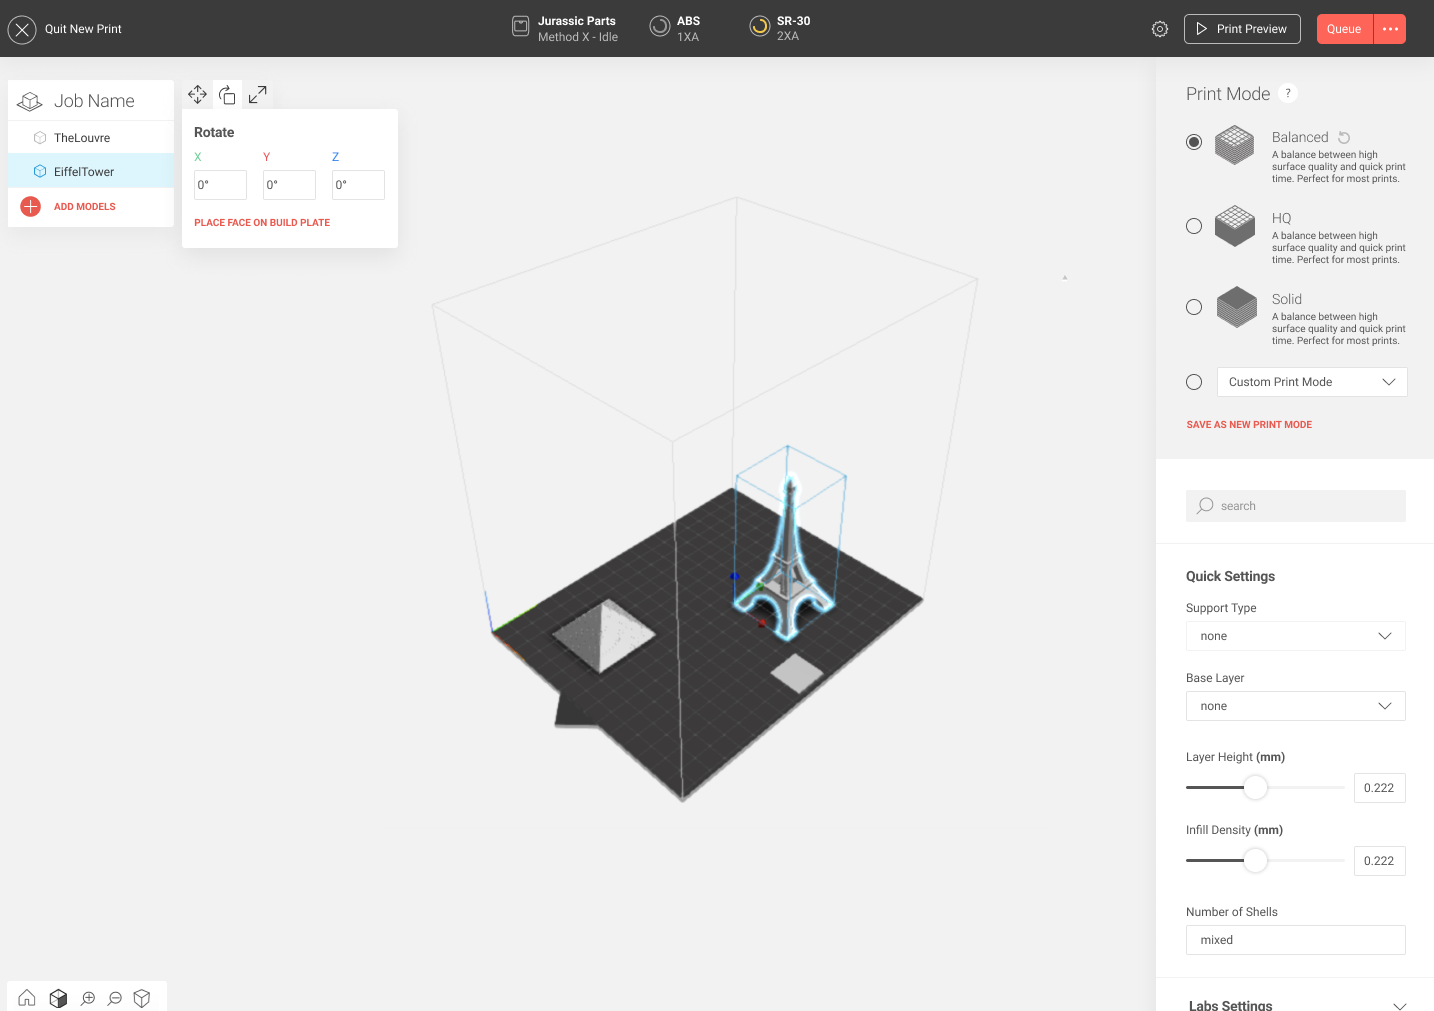 Quit New Print
Jurassic Parts
Method X - Idle
ABS
1XA
SR-30
2XA
Print Preview
Queue
Job Name
TheLouvre
EiffelTower
ADD MODELS
Rotate
X Y Z
0° 0° 0°
PLACE FACE ON BUILD PLATE
Print Mode ?
Balanced
A balance between high
surface quality and quick print
time. Perfect for most prints.
HQ
A balance between high
surface quality and quick print
time. Perfect for most prints.
Solid
A balance between high
surface quality and quick print
time. Perfect for most prints.
Custom Print Mode
SAVE AS NEW PRINT MODE
search
Quick Settings
Support Type
none
Base Layer
none
Layer Height (mm)
0.222
Infill Density (mm)
0.222
Number of Shells
mixed
Labs Settings